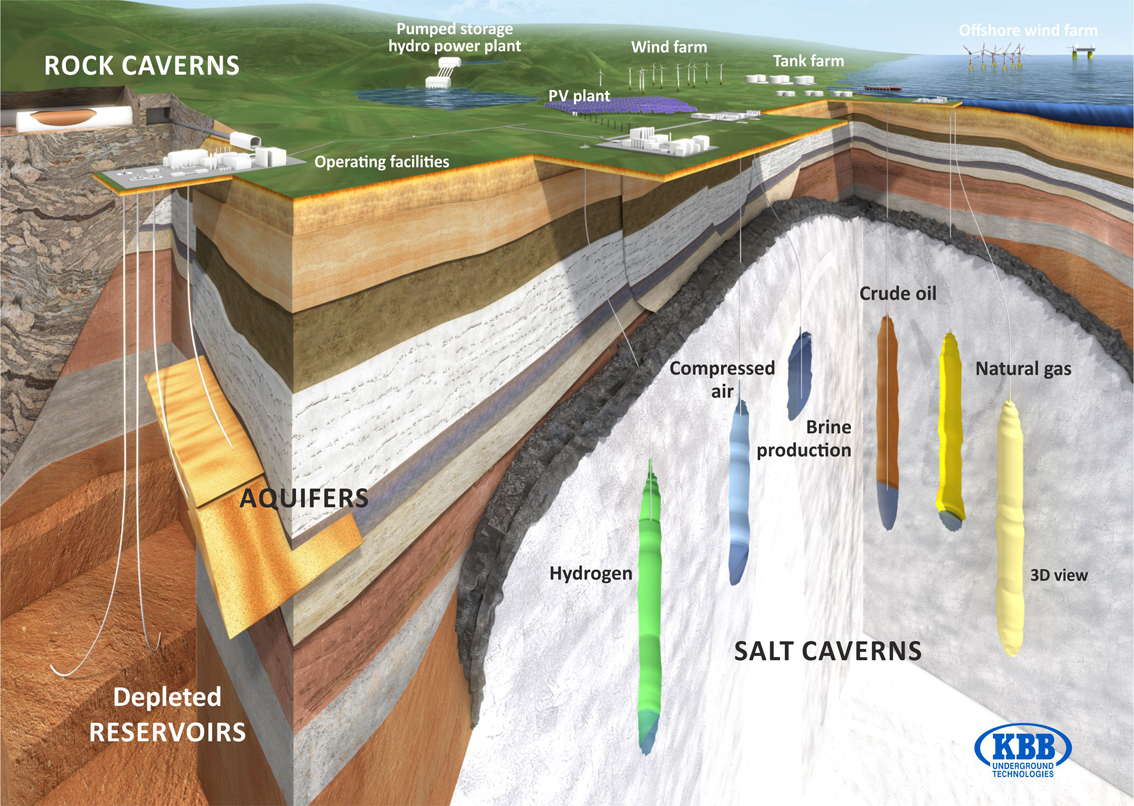 Pumped storage
hydro power plant
Offshore wind farm
Wind farm
ROCK CAVERNS
Tank farm
PV plant
Operating facilities
Crude oil
Compressed
air
Natural gas
Brine
production
AQUIFERS
Hydrogen
3D view
SALT CAVERNS
Depleted
RESERVOIRS
KBB
UNDERGROUND
TECHNOLOGIES